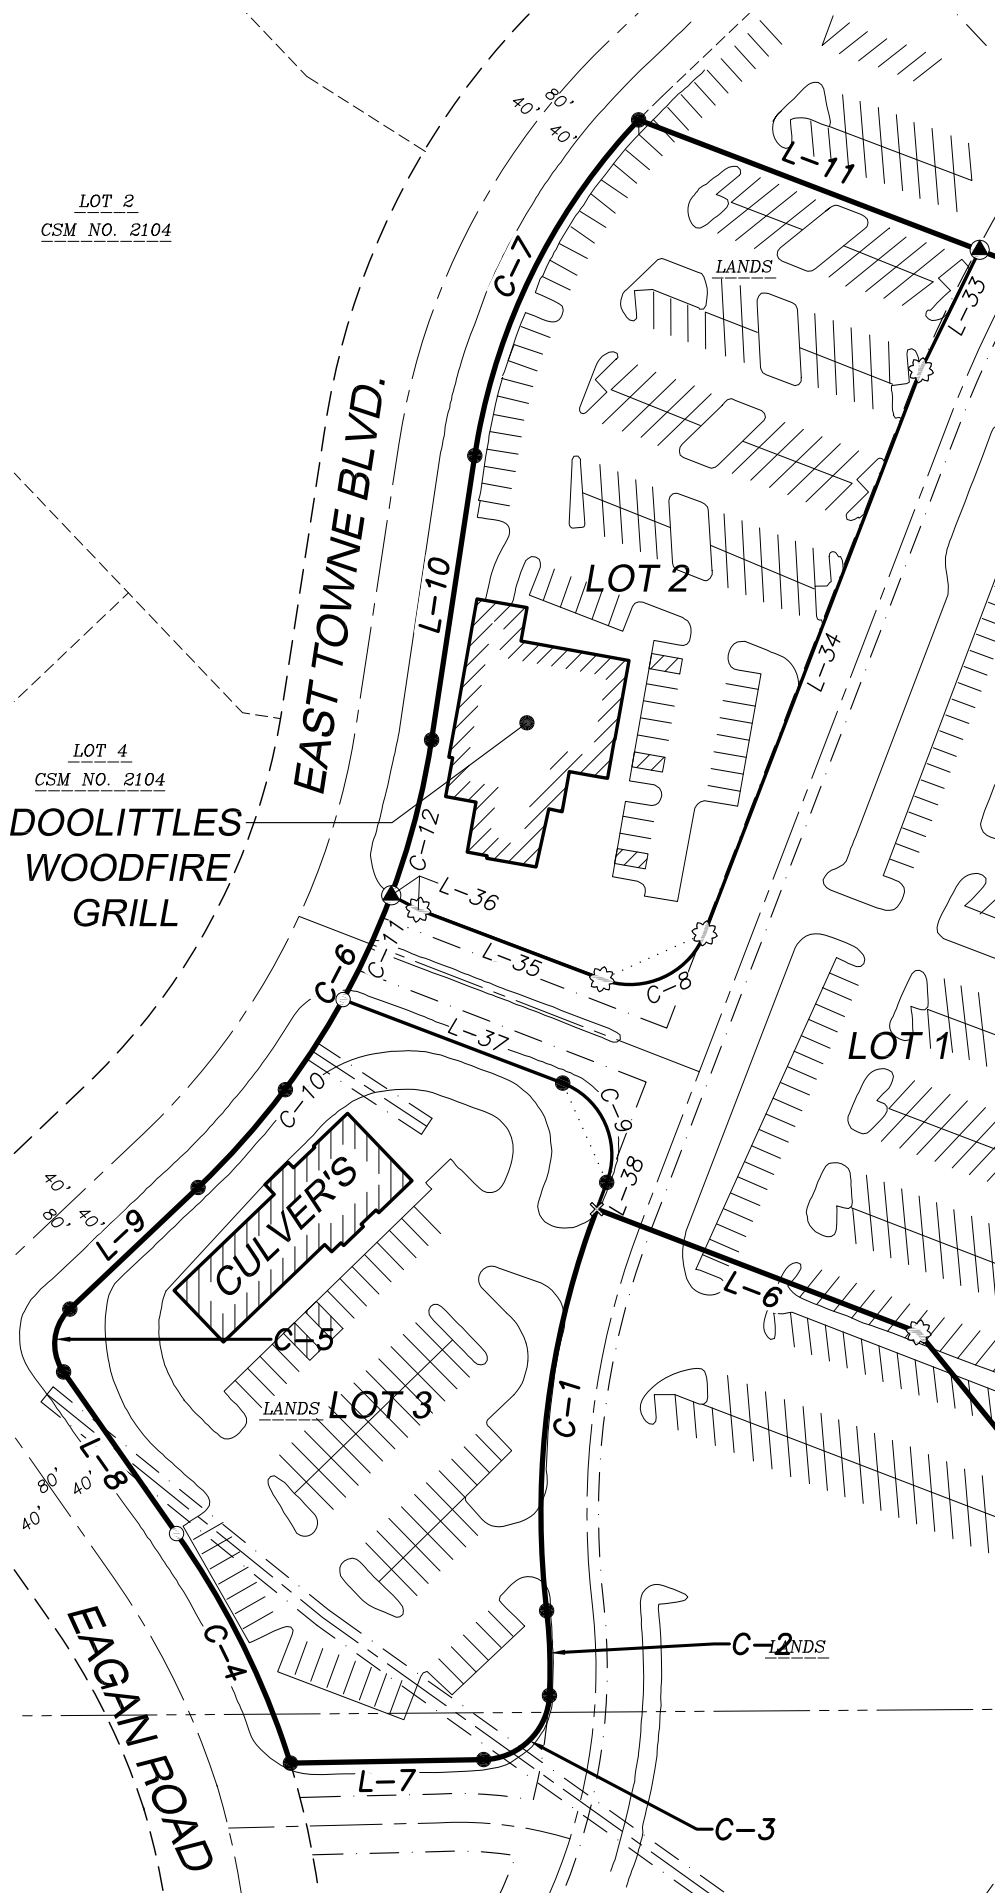 80'
40'
40'
L-11
LOT 2
CSM NO. 2104
C-7
LANDS
L-33
EAST TOWNE BLVD.
L-10
LOT 2
L-34
LOT 4
CSM NO. 2104
DOOLITTLES
WOODFIRE
GRILL
C-12
L-36
C-11
C-6
L-35
C-8
L-37
LOT 1
C-10
C-9
L-38
40'
80'
40'
L-9
CULVER'S
L-6
C-5
LANDS
LOT 3
C-1
L-8
80'
40'
40'
C-4
C-2
LANDS
EAGAN ROAD
L-7
C-3